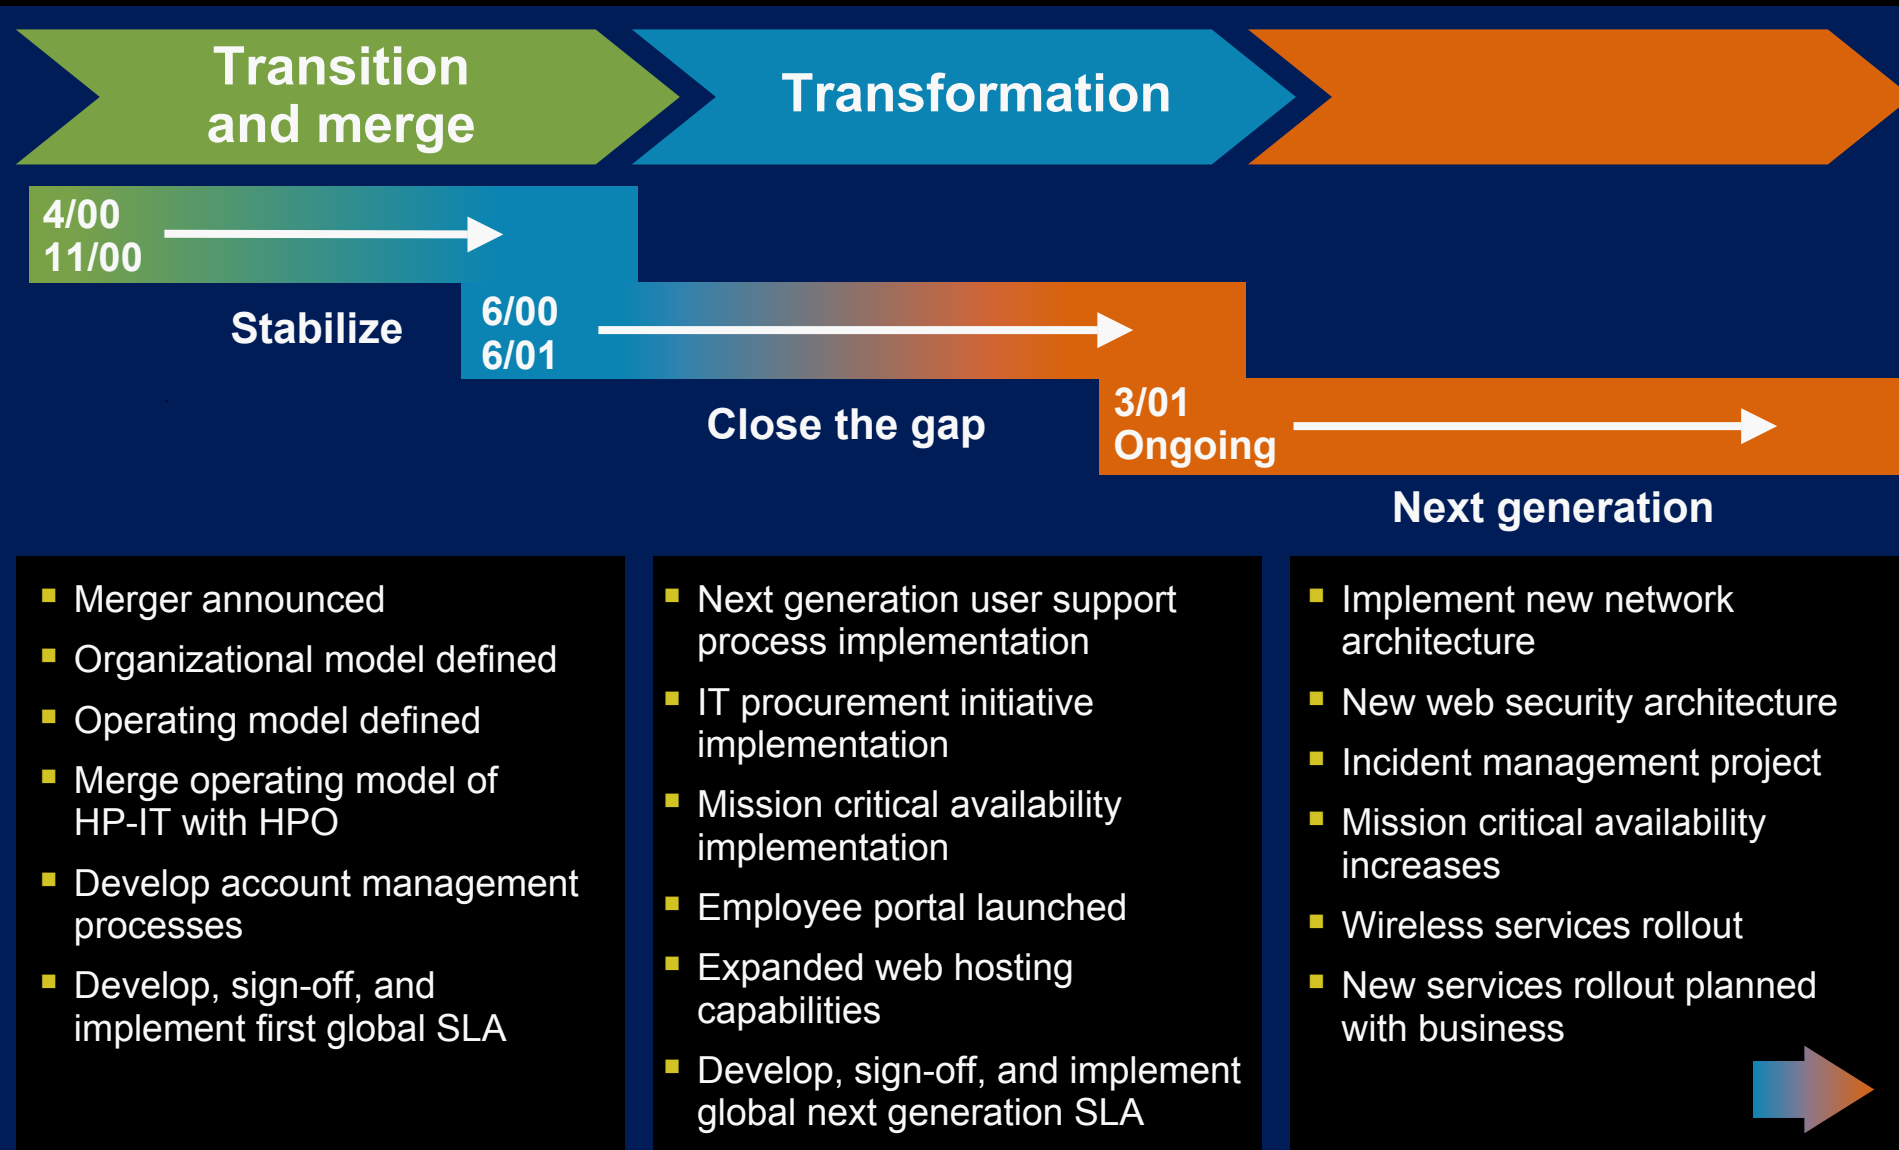 Transition
and merge
Transformation
4/00
11/00
Stabilize
6/00
6/01
Close the gap
3/01
Ongoing
Next generation
Merger announced
Organizational model defined
Operating model defined
Merge operating model of
HP-IT with HPO
Develop account management
processes
Develop, sign-off, and
implement first global SLA
Next generation user support
process implementation
IT procurement initiative
implementation
Mission critical availability
implementation
Employee portal launched
Expanded web hosting
capabilities
Develop, sign-off, and implement
global next generation SLA
Implement new network
architecture
New web security architecture
Incident management project
Mission critical availability
increases
Wireless services rollout
New services rollout planned
with business